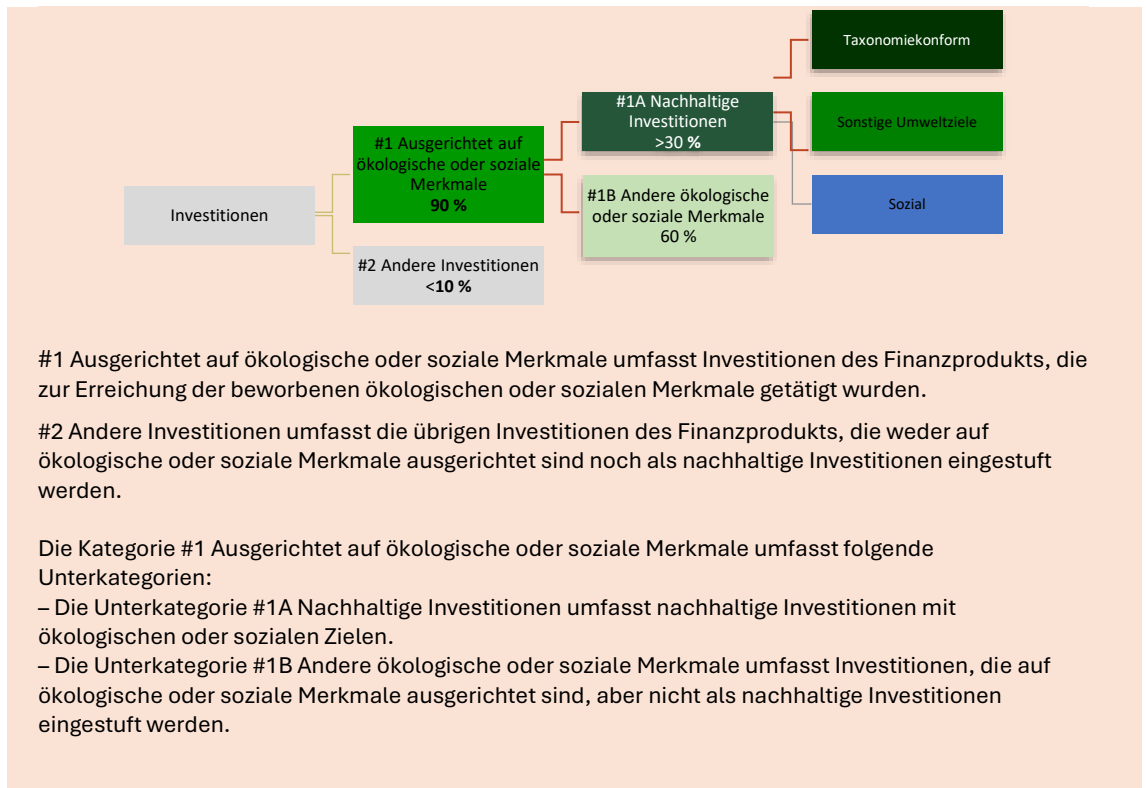 Taxonomiekonform
#1A Nachhaltige
Investitionen
>30 %
Sonstige Umweltziele
#1 Ausgerichtet auf
ökologische oder soziale
Merkmale
90 %
#1B Andere ökologische
oder soziale Merkmale
60 %
Sozial
Investitionen
#2 Andere Investitionen
<10 %
#1 Ausgerichtet auf ökologische oder soziale Merkmale umfasst Investitionen des Finanzprodukts, die
zur Erreichung der beworbenen ökologischen oder sozialen Merkmale getätigt wurden.
#2 Andere Investitionen umfasst die übrigen Investitionen des Finanzprodukts, die weder auf
ökologische oder soziale Merkmale ausgerichtet sind noch als nachhaltige Investitionen eingestuft
werden.
Die Kategorie #1 Ausgerichtet auf ökologische oder soziale Merkmale umfasst folgende
Unterkategorien:
– Die Unterkategorie #1A Nachhaltige Investitionen umfasst nachhaltige Investitionen mit
ökologischen oder sozialen Zielen.
– Die Unterkategorie #1B Andere ökologische oder soziale Merkmale umfasst Investitionen, die auf
ökologische oder soziale Merkmale ausgerichtet sind, aber nicht als nachhaltige Investitionen
eingestuft werden.